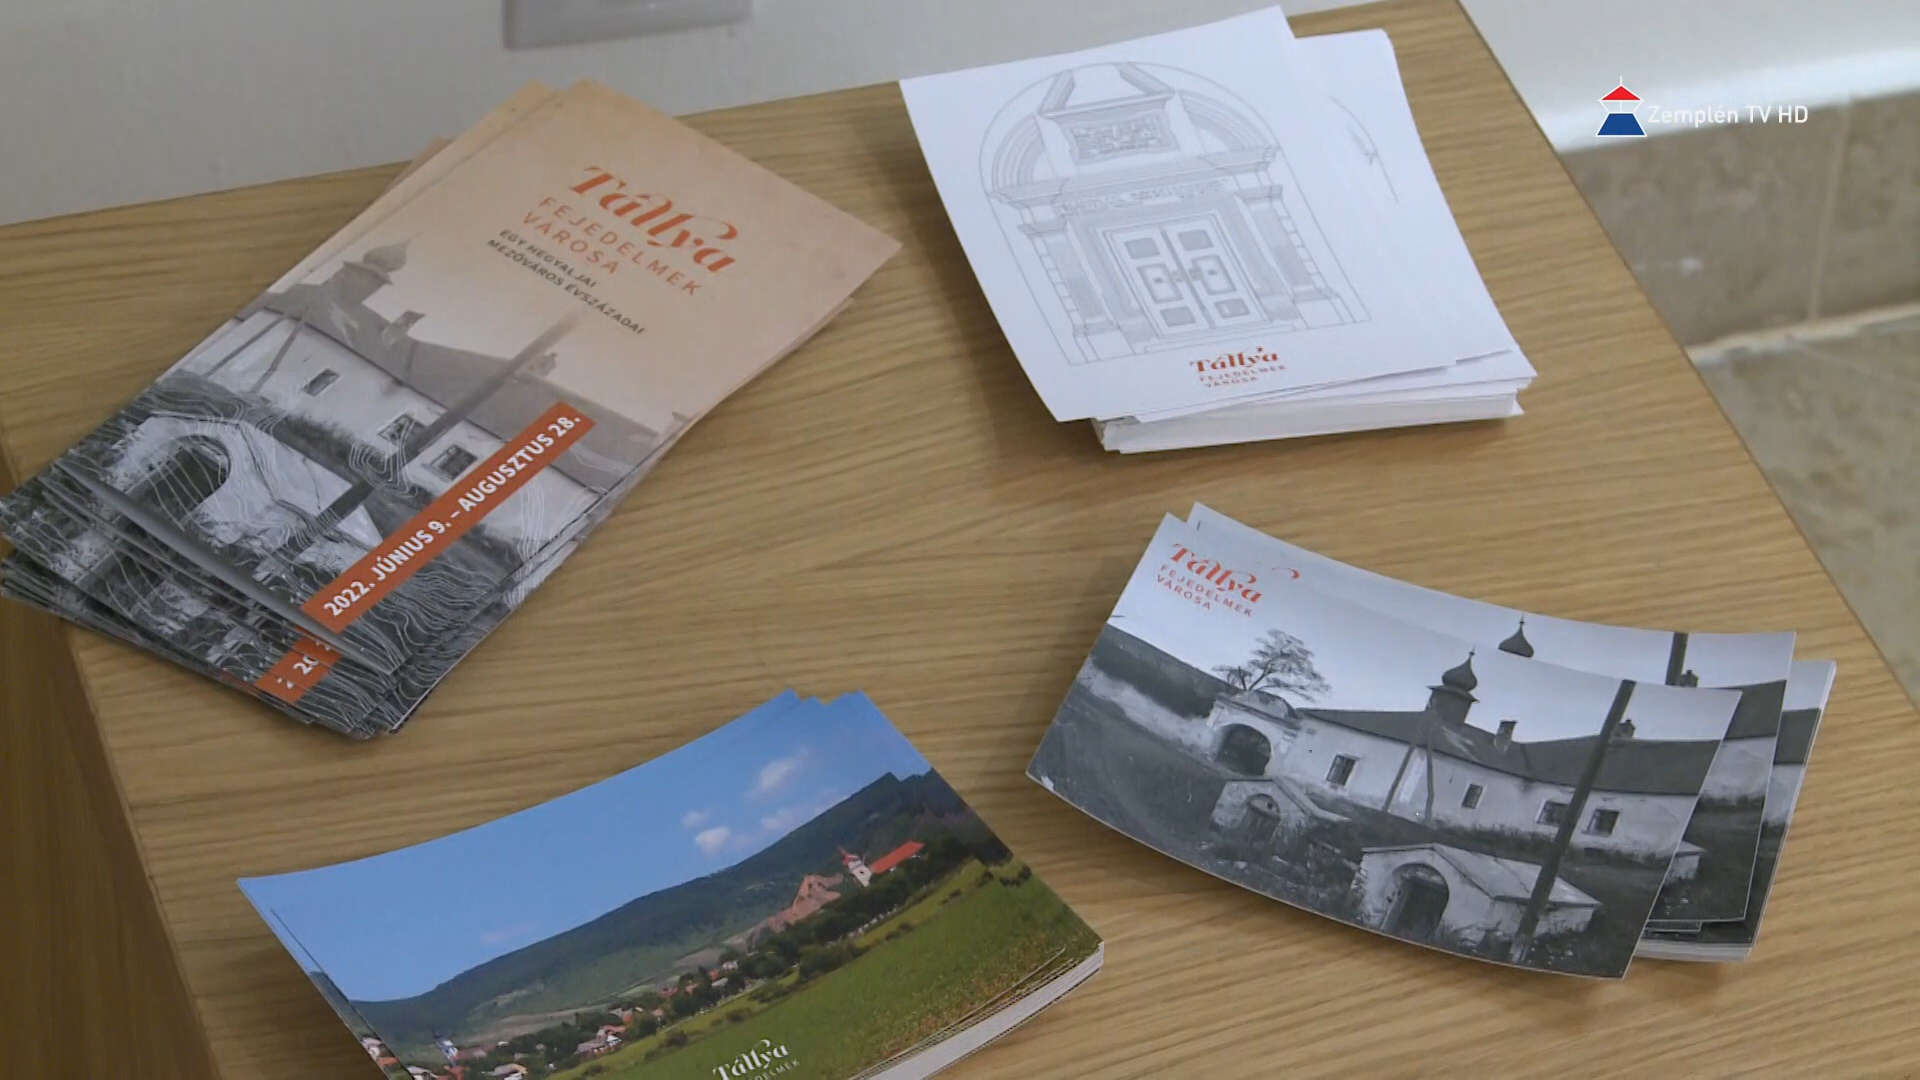 Zemplén TV HD
Tállya
FEJEDELMEK
VÁROSA
EGY HEGYALJAI
MEZŐVÁROS ÉVSZÁZADAI
2022. JÚNIUS 9. – AUGUSZTUS 28.
Tállya
FEJEDELMEK
VÁROSA
Tállya
FEJEDELMEK
VÁROSA
Tállya